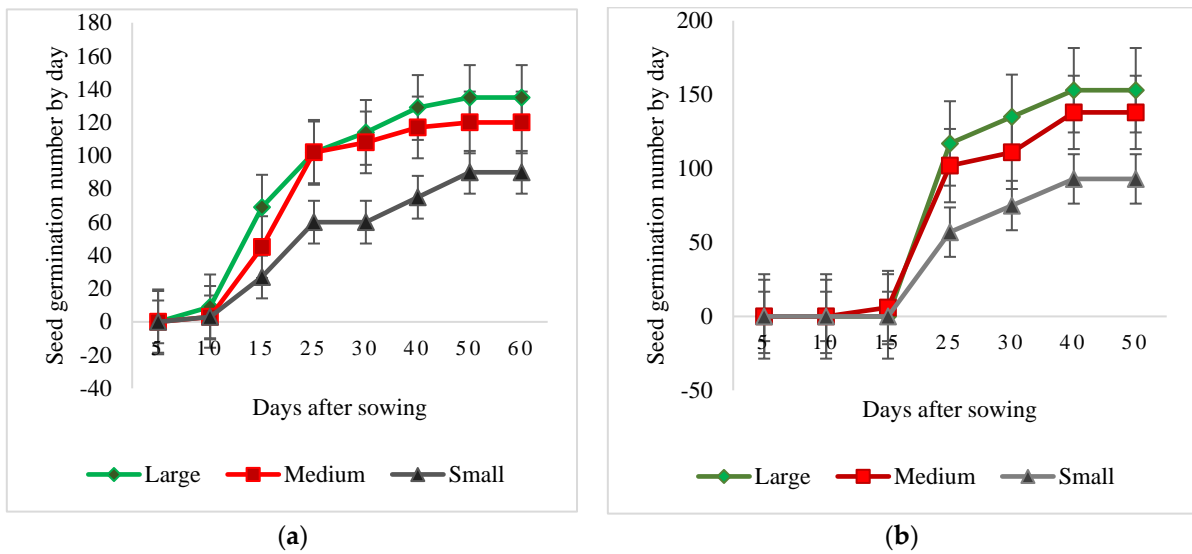 Seed germination number by day
180
160
140
120
100
80
60
40
20
0
-20
-40
5 10 15 25 30 40 50 60
Days after sowing
Large Medium Small
(a)
Seed germination number by day
200
150
100
50
0
-50
5 10 15 25 30 40 50
Days after sowing
Large Medium Small
(b)